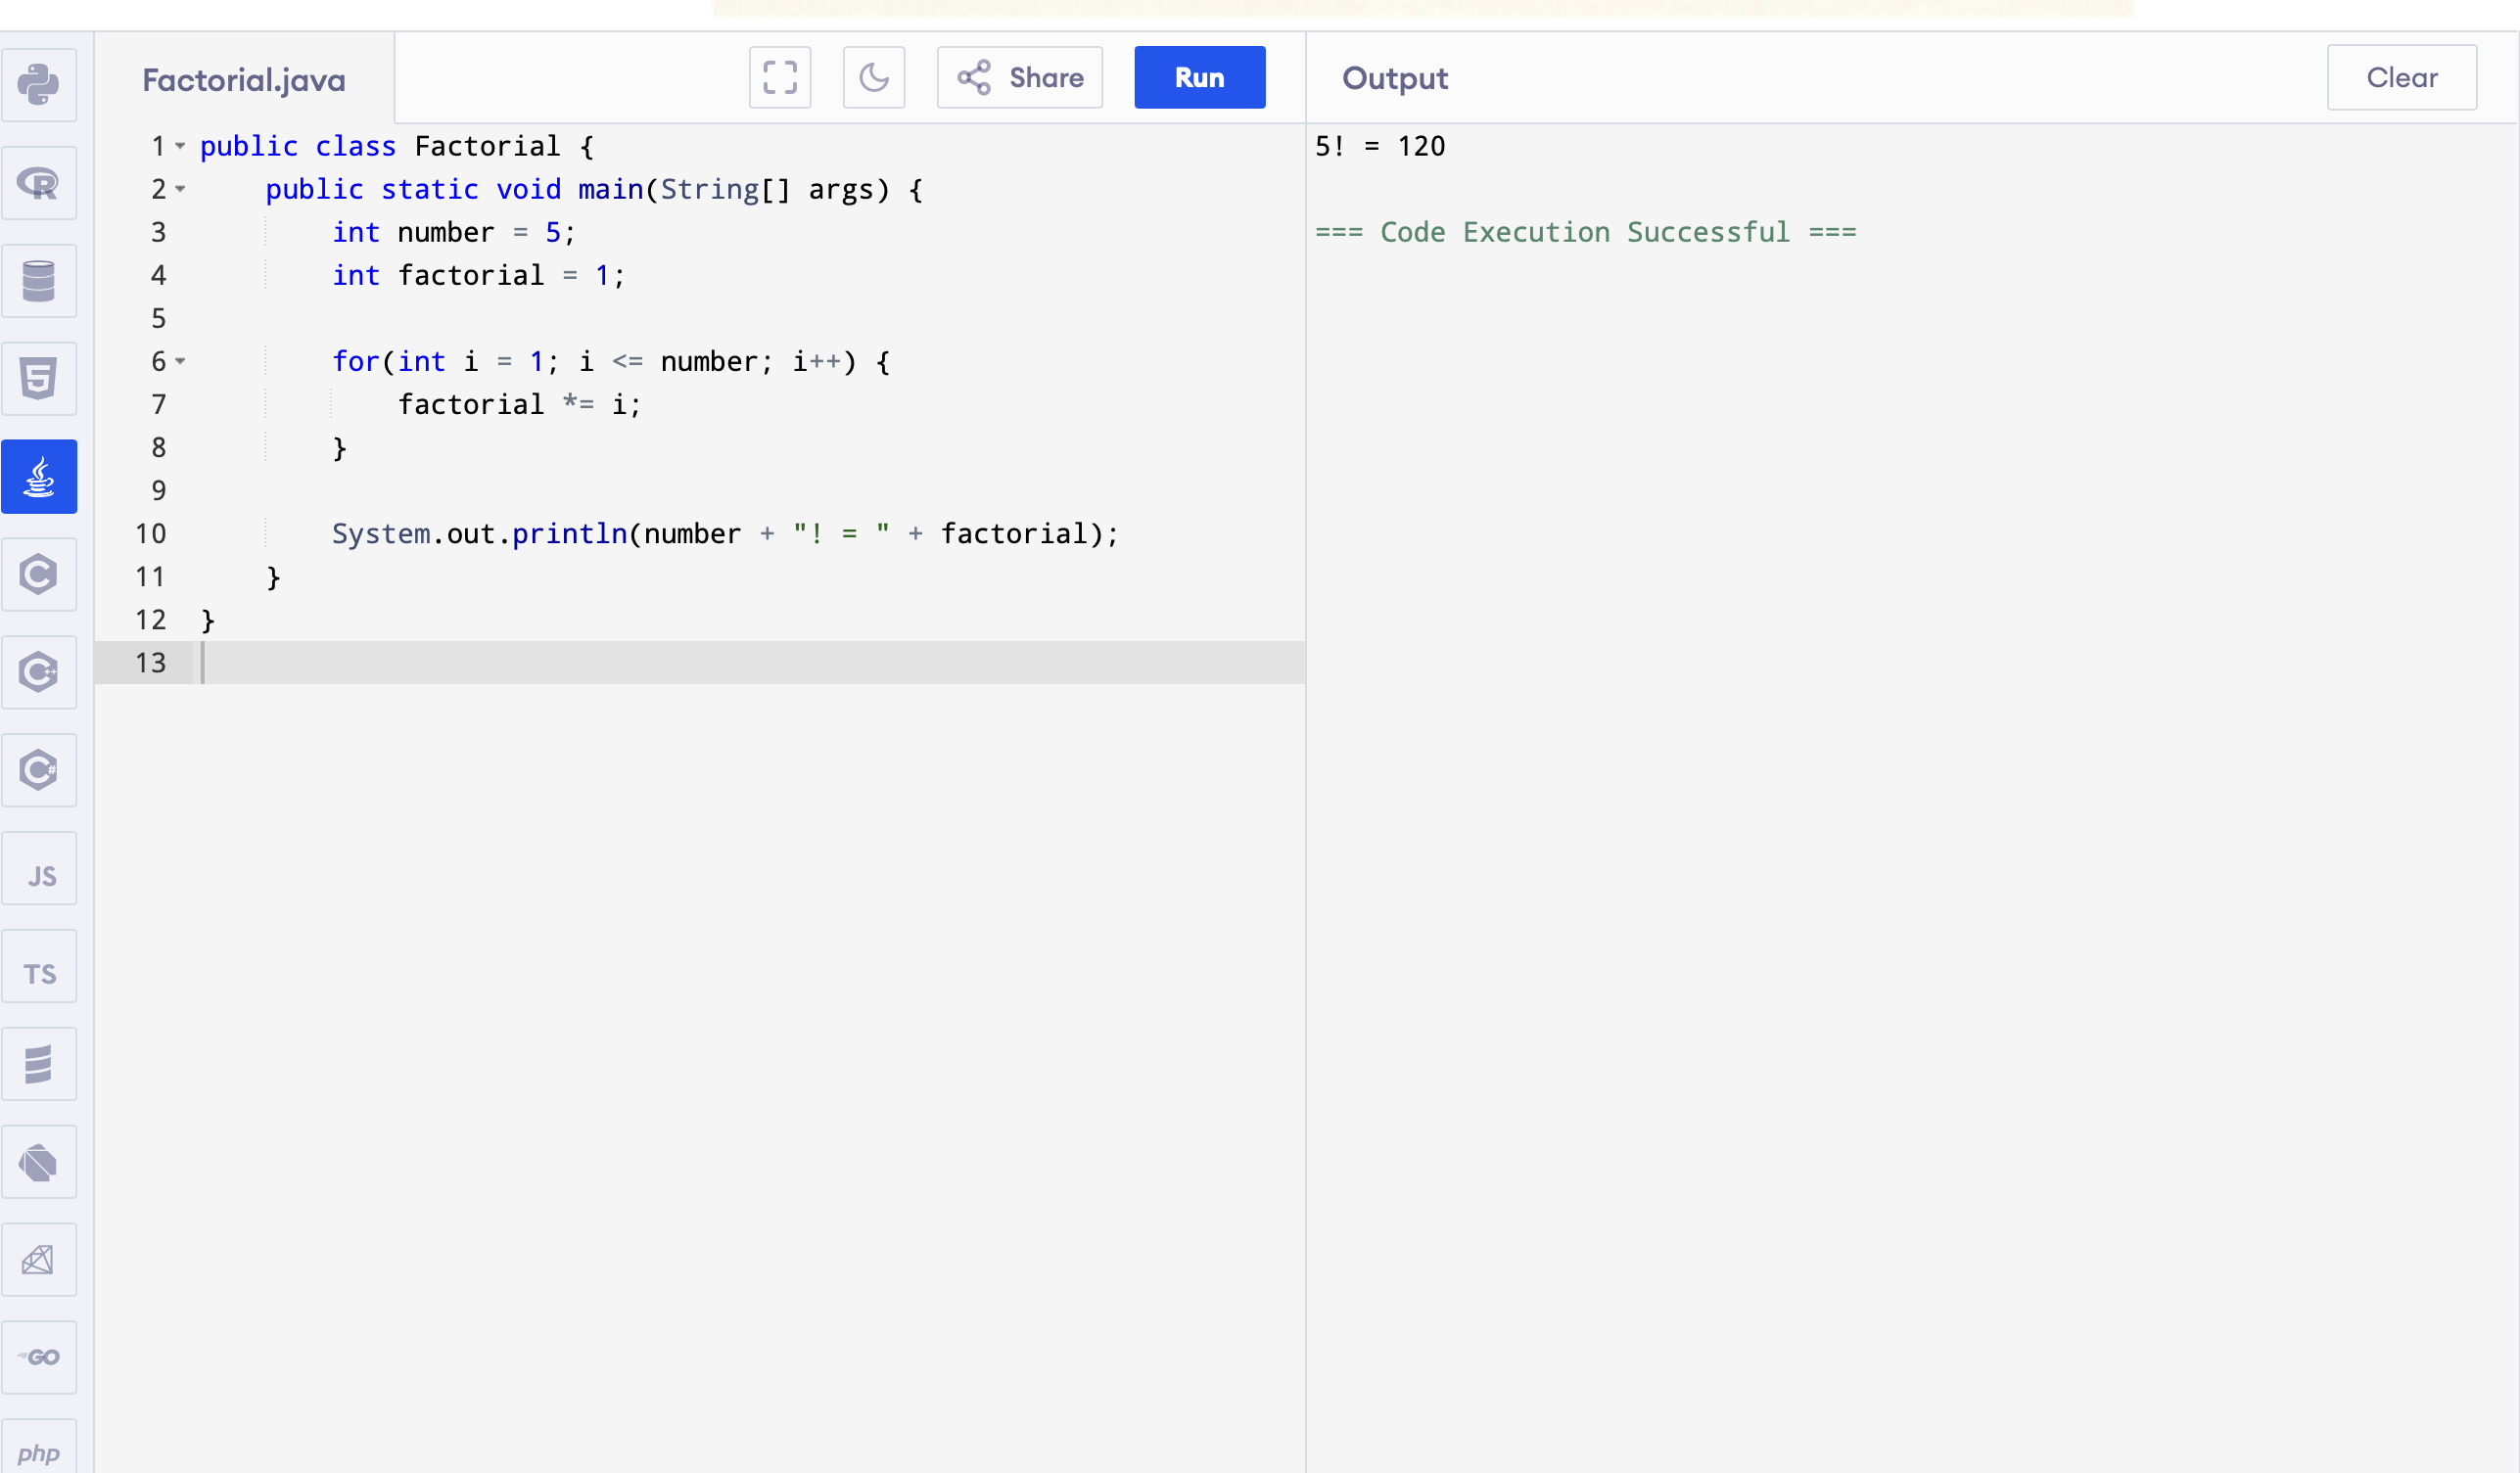 Factorial.java
Share
Run
Output
Clear
1 public class Factorial {
2     public static void main(String[] args) {
3         int number = 5;
4         int factorial = 1;
5
6         for(int i = 1; i <= number; i++) {
7             factorial *= i;
8         }
9
10         System.out.println(number + "! = " + factorial);
11     }
12 }
13
5! = 120
=== Code Execution Successful ===
R
5
C
C++
C#
JS
TS
GO
php